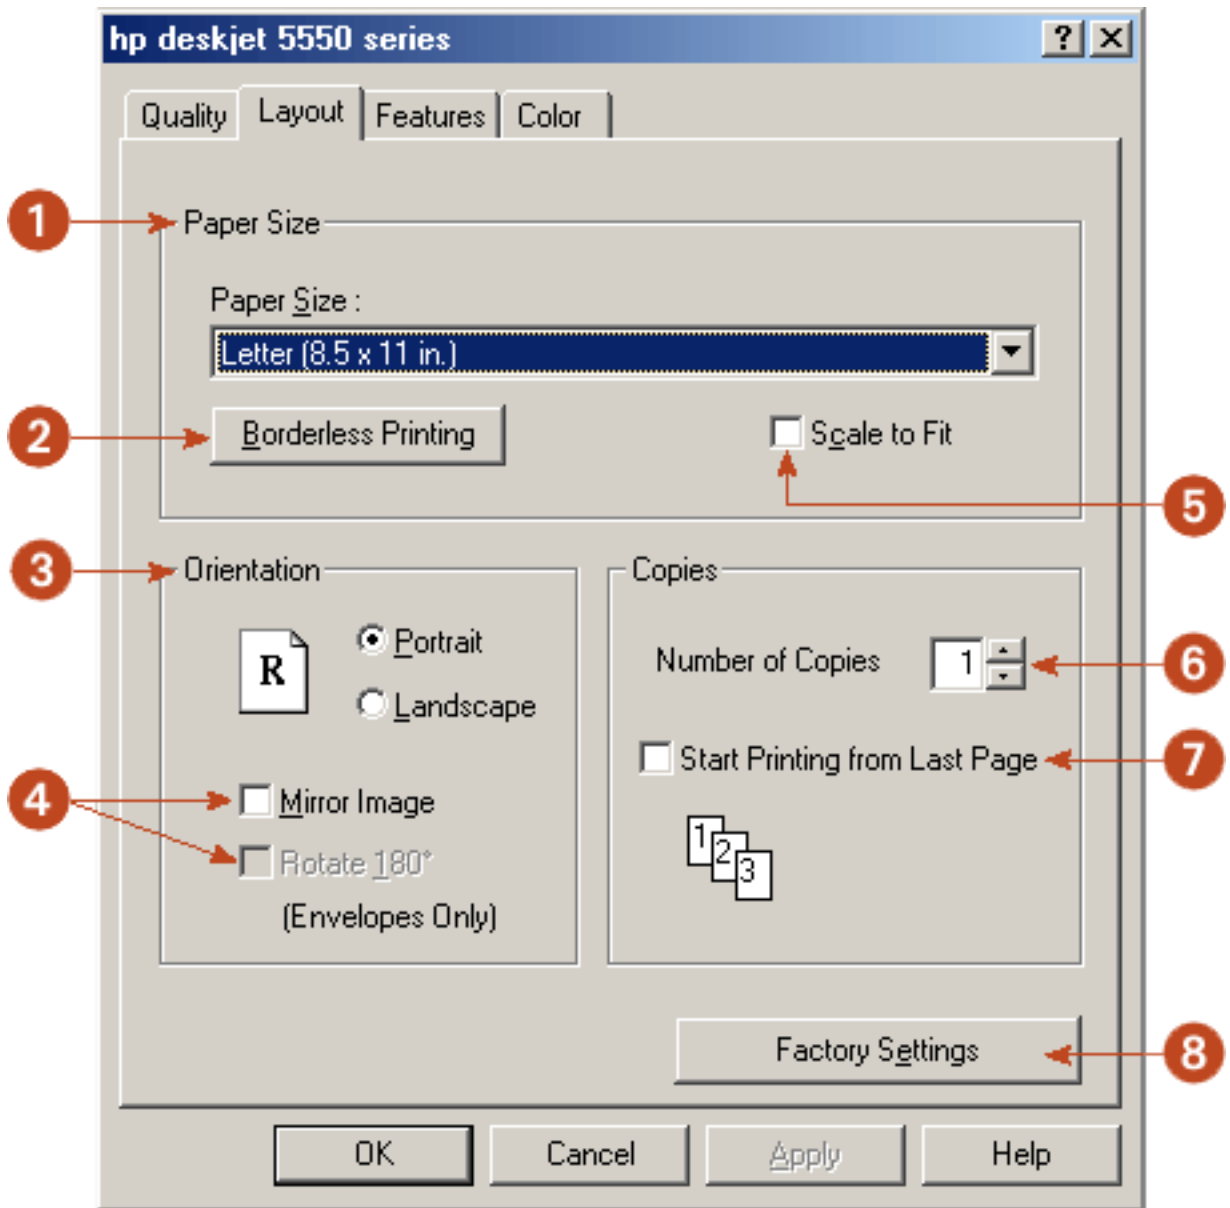 hp deskjet 5550 series
?
Quality Layout Features Color
1 Paper Size
Paper Size :
Letter (8.5 x 11 in.)
2 Borderless Printing
Scale to Fit
5
3 Orientation
R
Portrait
Landscape
4 Mirror Image
Rotate 180°
(Envelopes Only)
Copies
Number of Copies 1 6
Start Printing from Last Page 7
1 2 3
Factory Settings 8
OK Cancel Apply Help